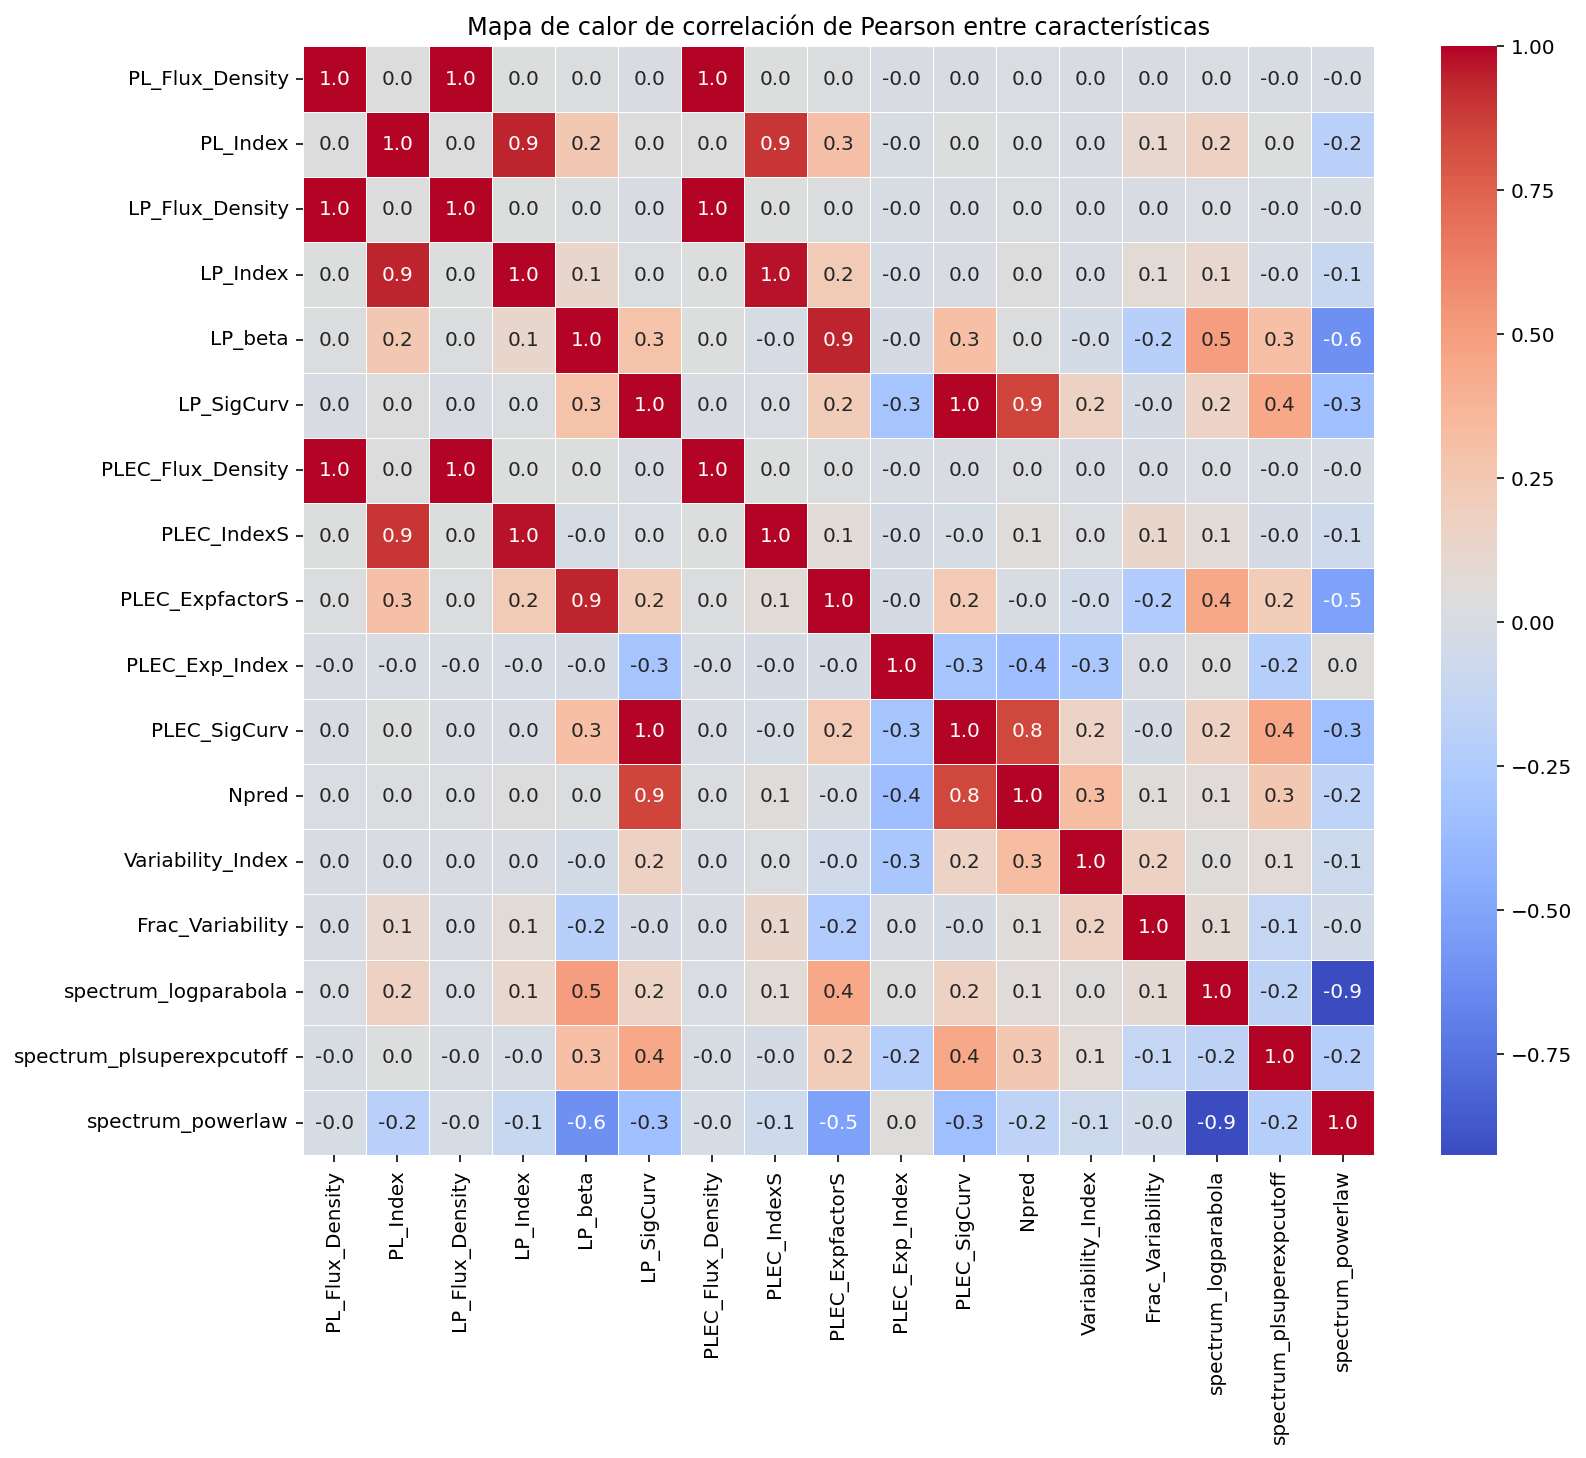 Mapa de calor de correlación de Pearson entre características
PL_Flux_Density 1.0 0.0 1.0 0.0 0.0 0.0 1.0 0.0 0.0 -0.0 0.0 0.0 0.0 0.0 0.0 -0.0 -0.0
PL_Index 0.0 1.0 0.0 0.9 0.2 0.0 0.0 0.9 0.3 -0.0 0.0 0.0 0.0 0.1 0.2 0.0 -0.2
LP_Flux_Density 1.0 0.0 1.0 0.0 0.0 0.0 1.0 0.0 0.0 -0.0 0.0 0.0 0.0 0.0 0.0 -0.0 -0.0
LP_Index 0.0 0.9 0.0 1.0 0.1 0.0 0.0 1.0 0.2 -0.0 0.0 0.0 0.0 0.1 0.1 -0.0 -0.1
LP_beta 0.0 0.2 0.0 0.1 1.0 0.3 0.0 -0.0 0.9 -0.0 0.3 0.0 -0.0 -0.2 0.5 0.3 -0.6
LP_SigCurv 0.0 0.0 0.0 0.0 0.3 1.0 0.0 0.0 0.2 -0.3 1.0 0.9 0.2 -0.0 0.2 0.4 -0.3
PLEC_Flux_Density 1.0 0.0 1.0 0.0 0.0 0.0 1.0 0.0 0.0 -0.0 0.0 0.0 0.0 0.0 0.0 -0.0 -0.0
PLEC_IndexS 0.0 0.9 0.0 1.0 -0.0 0.0 0.0 1.0 0.1 -0.0 -0.0 0.1 0.0 0.1 0.1 -0.0 -0.1
PLEC_ExpfactorS 0.0 0.3 0.0 0.2 0.9 0.2 0.0 0.1 1.0 -0.0 0.2 -0.0 -0.0 -0.2 0.4 0.2 -0.5
PLEC_Exp_Index -0.0 -0.0 -0.0 -0.0 -0.0 -0.3 -0.0 -0.0 -0.0 1.0 -0.3 -0.4 -0.3 0.0 0.0 -0.2 0.0
PLEC_SigCurv 0.0 0.0 0.0 0.0 0.3 1.0 0.0 -0.0 0.2 -0.3 1.0 0.8 0.2 -0.0 0.2 0.4 -0.3
Npred 0.0 0.0 0.0 0.0 0.0 0.9 0.0 0.1 -0.0 -0.4 0.8 1.0 0.3 0.1 0.1 0.3 -0.2
Variability_Index 0.0 0.0 0.0 0.0 -0.0 0.2 0.0 0.0 -0.0 -0.3 0.2 0.3 1.0 0.2 0.0 0.1 -0.1
Frac_Variability 0.0 0.1 0.0 0.1 -0.2 -0.0 0.0 0.1 -0.2 0.0 -0.0 0.1 0.2 1.0 0.1 -0.1 -0.0
spectrum_logparabola 0.0 0.2 0.0 0.1 0.5 0.2 0.0 0.1 0.4 0.0 0.2 0.1 0.0 0.1 1.0 -0.2 -0.9
spectrum_plsuperexpcutoff -0.0 0.0 -0.0 -0.0 0.3 0.4 -0.0 -0.0 0.2 -0.2 0.4 0.3 0.1 -0.1 -0.2 1.0 -0.2
spectrum_powerlaw -0.0 -0.2 -0.0 -0.1 -0.6 -0.3 -0.0 -0.1 -0.5 0.0 -0.3 -0.2 -0.1 -0.0 -0.9 -0.2 1.0
PL_Flux_Density
PL_Index
LP_Flux_Density
LP_Index
LP_beta
LP_SigCurv
PLEC_Flux_Density
PLEC_IndexS
PLEC_ExpfactorS
PLEC_Exp_Index
PLEC_SigCurv
Npred
Variability_Index
Frac_Variability
spectrum_logparabola
spectrum_plsuperexpcutoff
spectrum_powerlaw
1.00
0.75
0.50
0.25
0.00
−0.25
−0.50
−0.75